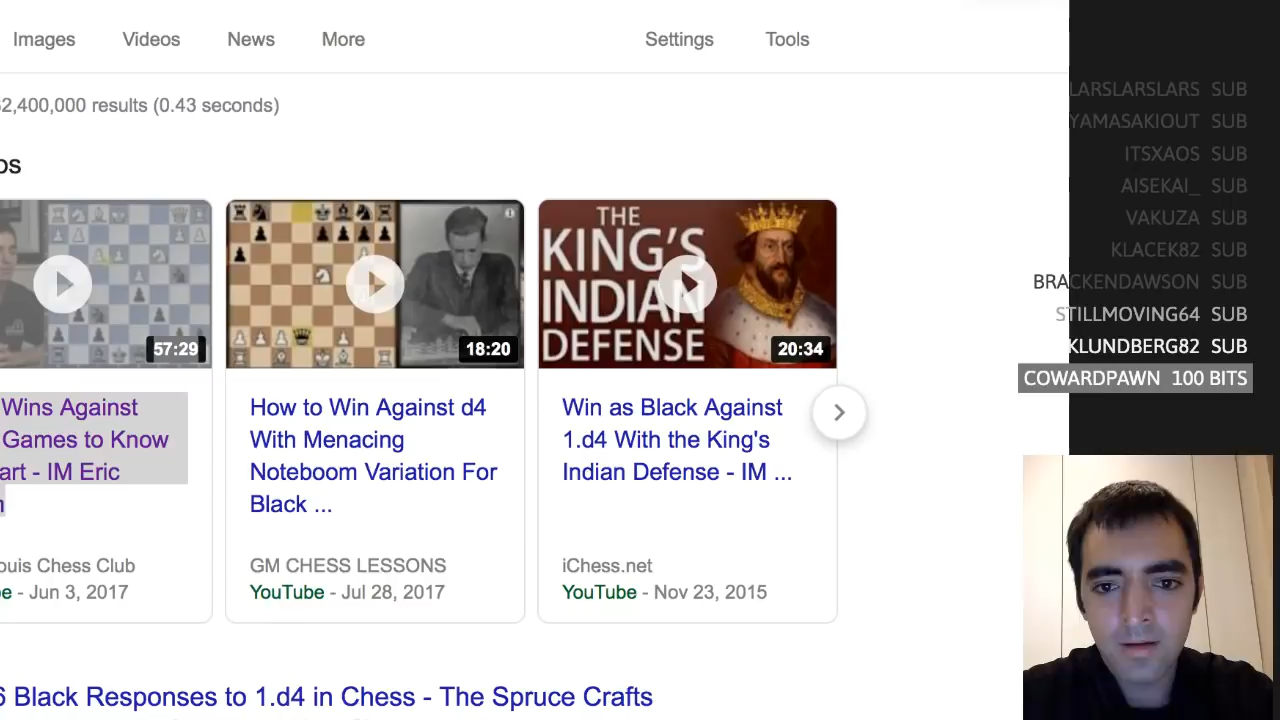 Images Videos News More Settings Tools
62,400,000 results (0.43 seconds)
LARSLARSLARS SUB
YAMASAKIOUT SUB
ITSXAOS SUB
AISEKAI_ SUB
VAKUZA SUB
KLACEK82 SUB
BRACKENDAWSON SUB
STILLMOVING64 SUB
KLUNDBERG82 SUB
COWARDPAWN 100 BITS
57:29
Wins Against
Games to Know
art - IM Eric
ouis Chess Club
e - Jun 3, 2017
18:20
How to Win Against d4
With Menacing
Noteboom Variation For
Black ...
GM CHESS LESSONS
YouTube - Jul 28, 2017
THE
KING'S
INDIAN
DEFENSE
20:34
Win as Black Against
1.d4 With the King's
Indian Defense - IM ...
iChess.net
YouTube - Nov 23, 2015
6 Black Responses to 1.d4 in Chess - The Spruce Crafts